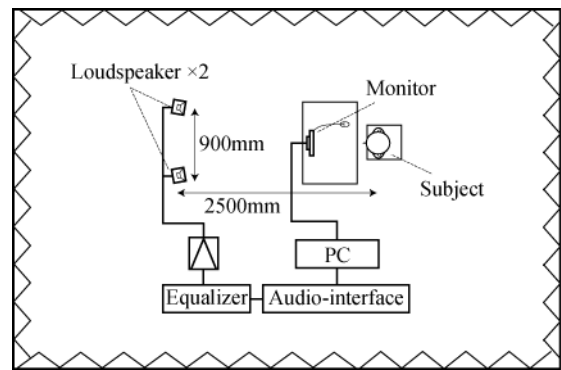 Loudspeaker ×2
Monitor
900mm
Subject
2500mm
PC
Equalizer
Audio-interface